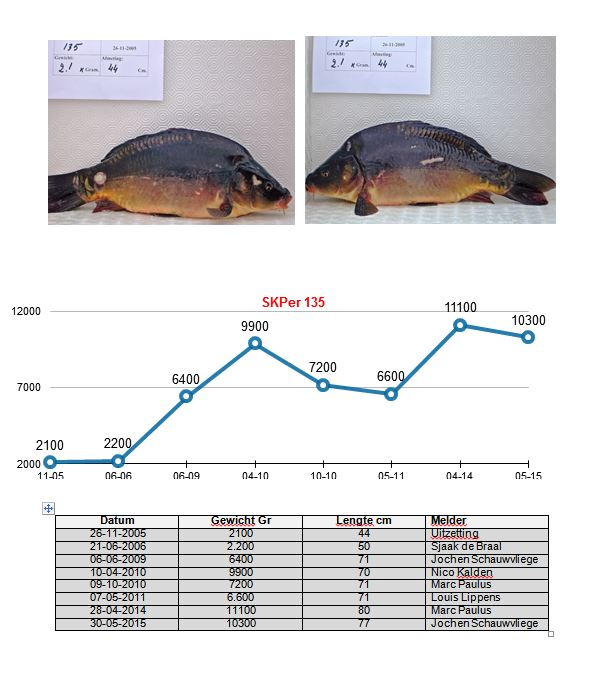 135 26-11-2005
Gewicht: Afmeting:
2.1 K Gram. 44 Cm.
135 26-11-2005
Gewicht: Afmeting:
2.1 K Gram. 44 Cm.
SKPer 135
12000
7000
2000
2100
2200
6400
9900
7200
6600
11100
10300
11-05 06-06 06-09 04-10 10-10 05-11 04-14 05-15
Datum Gewicht Gr Lengte cm Melder
26-11-2005 2100 44 Uitzetting
21-06-2006 2.200 50 Sjaak de Braal
06-06-2009 6400 71 Jochen Schauwvliege
10-04-2010 9900 70 Nico Kalden
09-10-2010 7200 71 Marc Paulus
07-05-2011 6.600 71 Louis Lippens
28-04-2014 11100 80 Marc Paulus
30-05-2015 10300 77 Jochen Schauwvliege